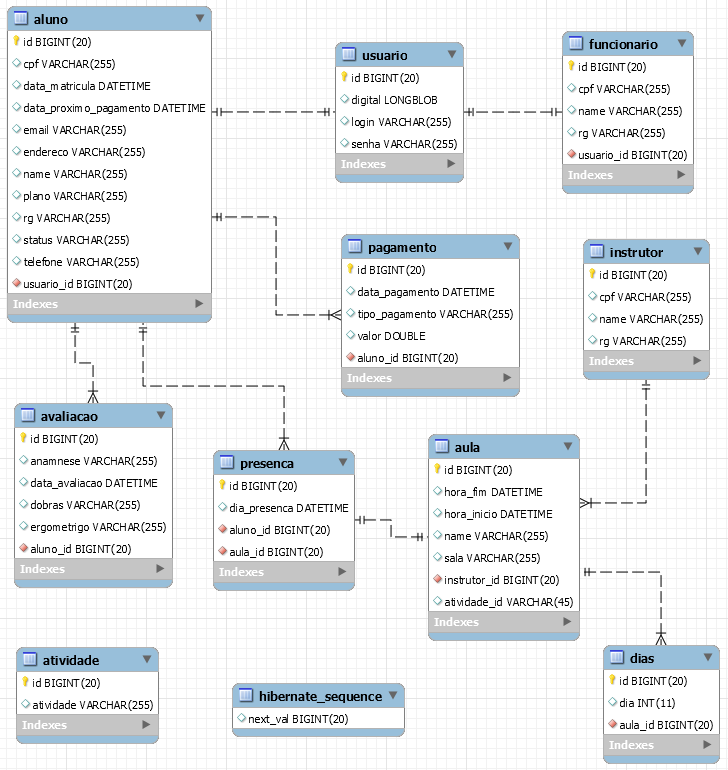 aluno
id BIGINT(20)
cpf VARCHAR(255)
data_matricula DATETIME
data_proximo_pagamento DATETIME
email VARCHAR(255)
endereco VARCHAR(255)
name VARCHAR(255)
plano VARCHAR(255)
rg VARCHAR(255)
status VARCHAR(255)
telefone VARCHAR(255)
usuario_id BIGINT(20)
Indexes
usuario
id BIGINT(20)
digital LONGBLOB
login VARCHAR(255)
senha VARCHAR(255)
Indexes
funcionario
id BIGINT(20)
cpf VARCHAR(255)
name VARCHAR(255)
rg VARCHAR(255)
usuario_id BIGINT(20)
Indexes
pagamento
id BIGINT(20)
data_pagamento DATETIME
tipo_pagamento VARCHAR(255)
valor DOUBLE
aluno_id BIGINT(20)
Indexes
instrutor
id BIGINT(20)
cpf VARCHAR(255)
name VARCHAR(255)
rg VARCHAR(255)
Indexes
avaliacao
id BIGINT(20)
anamnese VARCHAR(255)
data_avaliacao DATETIME
dobras VARCHAR(255)
ergometrigo VARCHAR(255)
aluno_id BIGINT(20)
Indexes
presenca
id BIGINT(20)
dia_presenca DATETIME
aluno_id BIGINT(20)
aula_id BIGINT(20)
Indexes
aula
id BIGINT(20)
hora_fim DATETIME
hora_inicio DATETIME
name VARCHAR(255)
sala VARCHAR(255)
instrutor_id BIGINT(20)
atividade_id VARCHAR(45)
Indexes
atividade
id BIGINT(20)
atividade VARCHAR(255)
Indexes
hibernate_sequence
next_val BIGINT(20)
dias
id BIGINT(20)
dia INT(11)
aula_id BIGINT(20)
Indexes